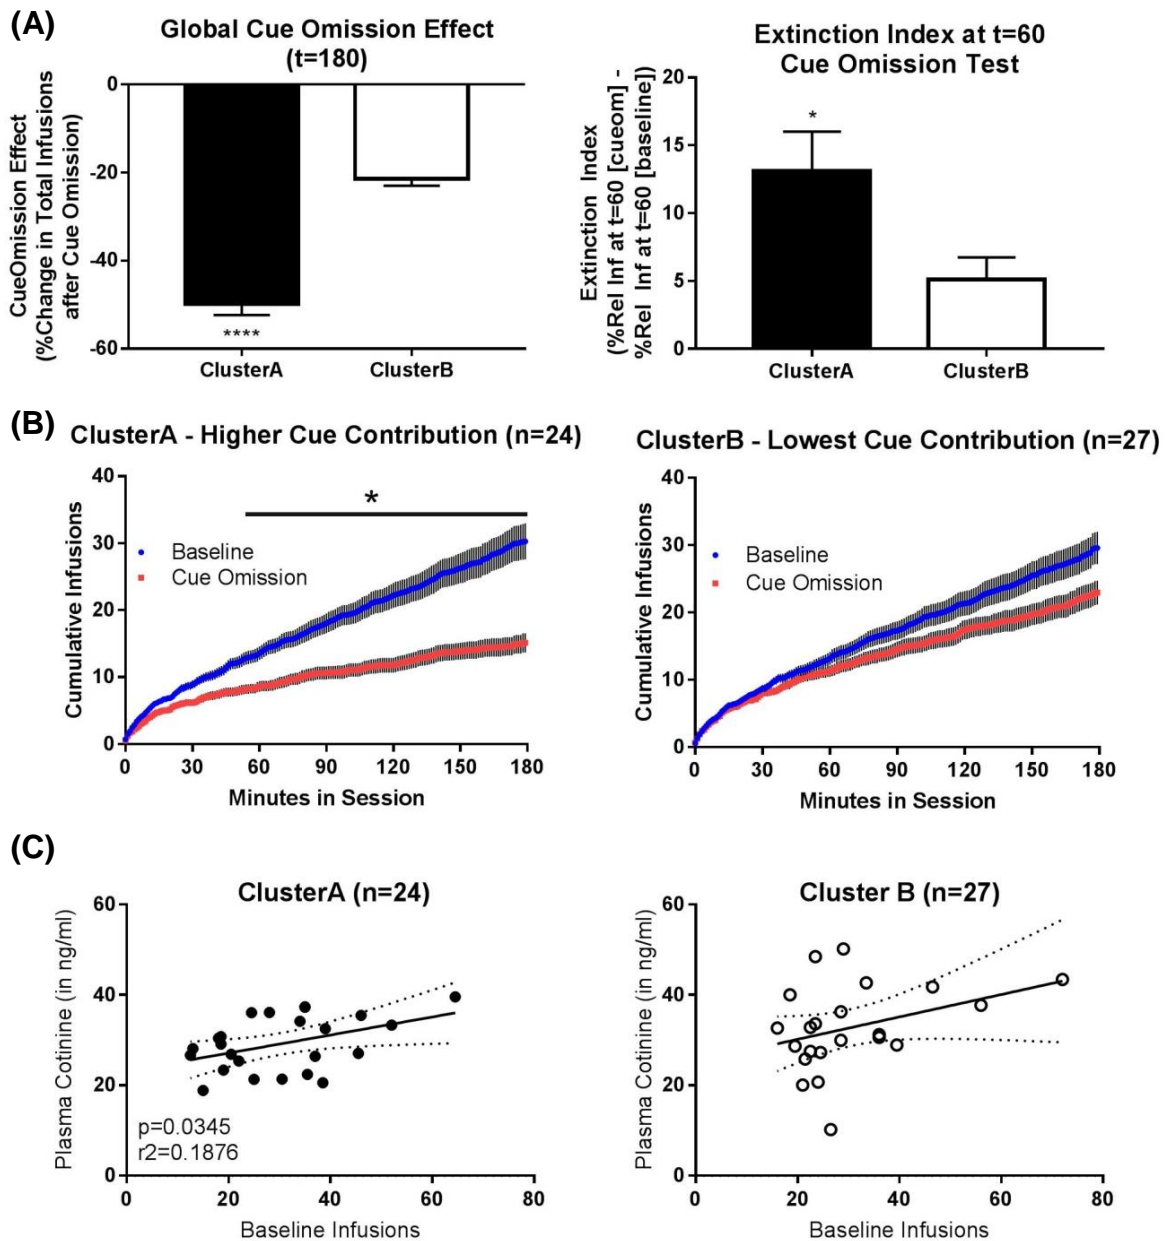 (A)
Global Cue Omission Effect
(t=180)
CueOmission Effect
(%Change in Total Infusions
after Cue Omission)
0
-20
-40
-60
****
ClusterA
ClusterB
Extinction Index at t=60
Cue Omission Test
Extinction Index
(%Rel Inf at t=60 [cueom] -
%Rel Inf at t=60 [baseline])
20
15
10
5
0
*
ClusterA
ClusterB
(B)
ClusterA - Higher Cue Contribution (n=24)
Cumulative Infusions
40
30
20
10
0
*
Baseline
Cue Omission
0 30 60 90 120 150 180
Minutes in Session
ClusterB - Lowest Cue Contribution (n=27)
Cumulative Infusions
40
30
20
10
0
Baseline
Cue Omission
0 30 60 90 120 150 180
Minutes in Session
(C)
ClusterA (n=24)
Plasma Cotinine (in ng/ml)
60
40
20
0
p=0.0345
r2=0.1876
0 20 40 60 80
Baseline Infusions
Cluster B (n=27)
Plasma Cotinine (in ng/ml)
60
40
20
0
0 20 40 60 80
Baseline Infusions